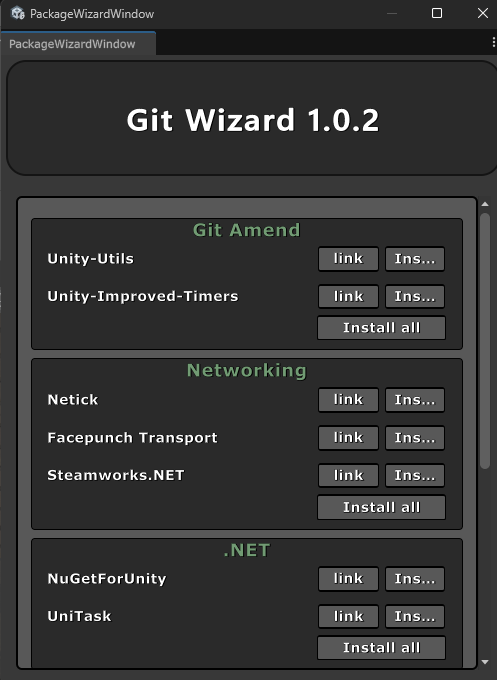 PackageWizardWindow
PackageWizardWindow
Git Wizard 1.0.2
Git Amend
Unity-Utils link Ins...
Unity-Improved-Timers link Ins...
Install all
Networking
Netick link Ins...
Facepunch Transport link Ins...
Steamworks.NET link Ins...
Install all
.NET
NuGetForUnity link Ins...
UniTask link Ins...
Install all